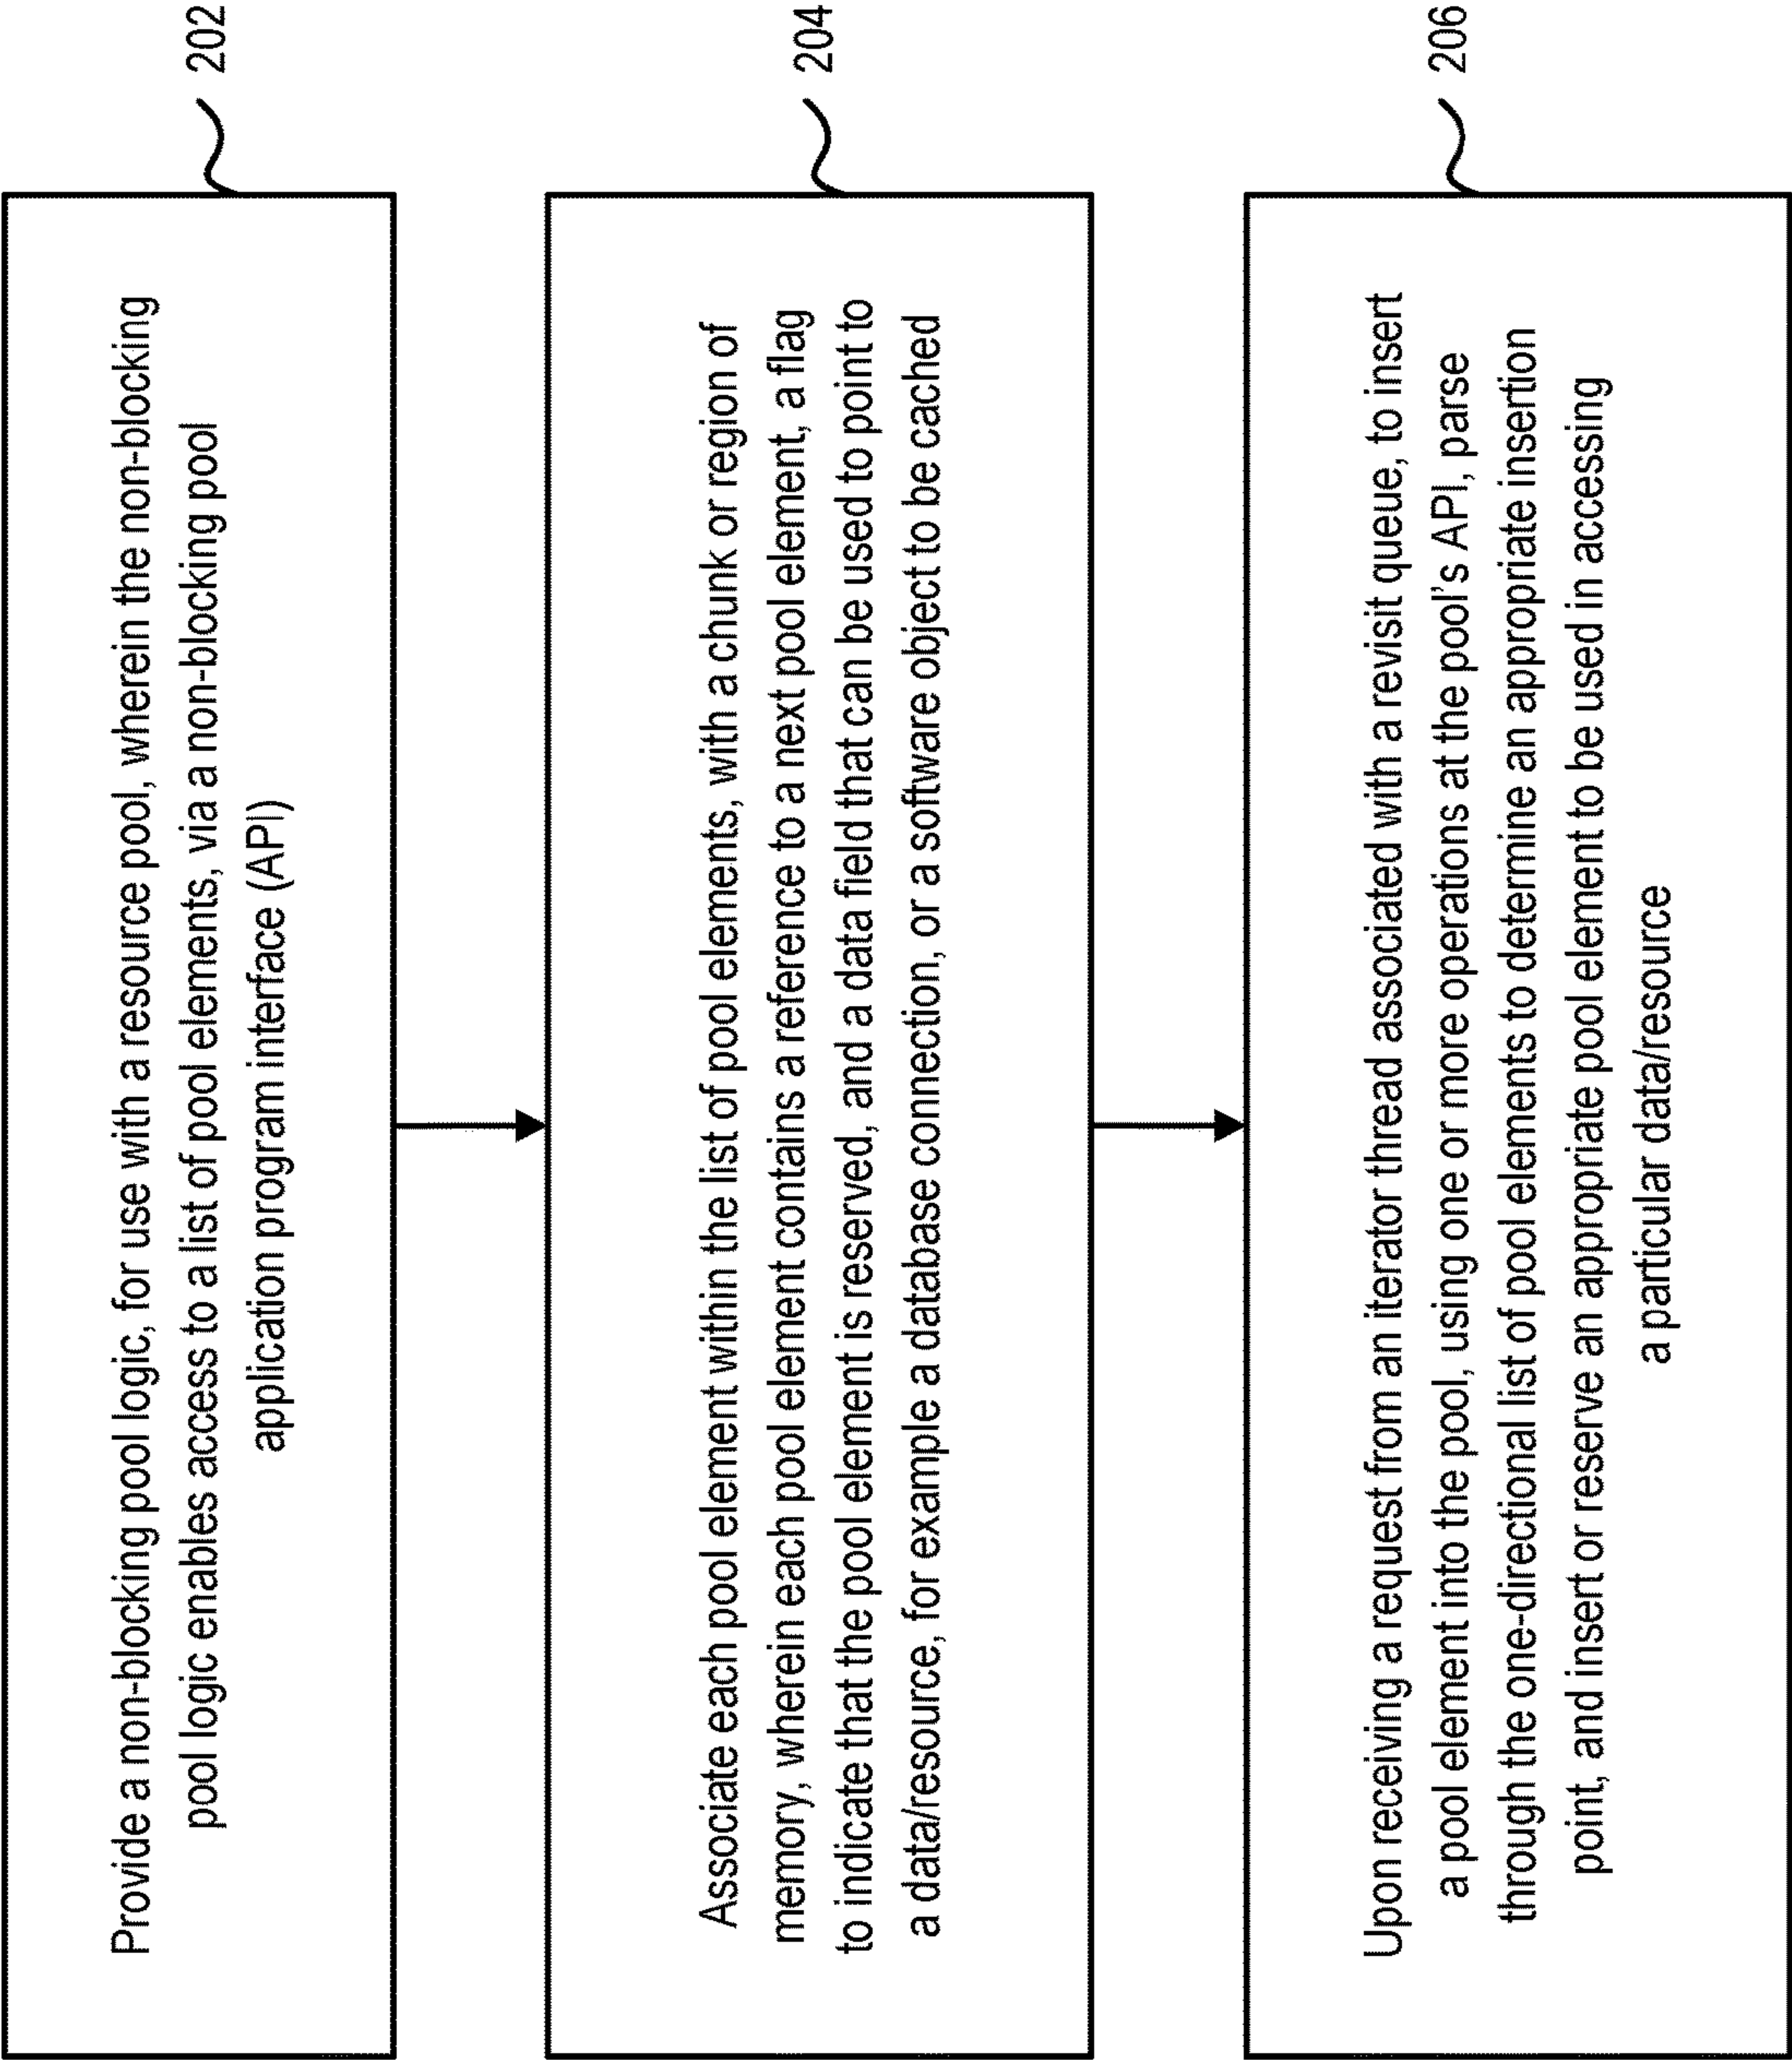 Provide a non-blocking pool logic, for use with a resource pool, wherein the non-blocking
pool logic enables access to a list of pool elements, via a non-blocking pool
application program interface (API)
202
Associate each pool element within the list of pool elements, with a chunk or region of
memory, wherein each pool element contains a reference to a next pool element, a flag
to indicate that the pool element is reserved, and a data field that can be used to point to
a data/resource, for example a database connection, or a software object to be cached
204
Upon receiving a request from an iterator thread associated with a revisit queue, to insert
a pool element into the pool, using one or more operations at the pool's API, parse
through the one-directional list of pool elements to determine an appropriate insertion
point, and insert or reserve an appropriate pool element to be used in accessing
a particular data/resource
206